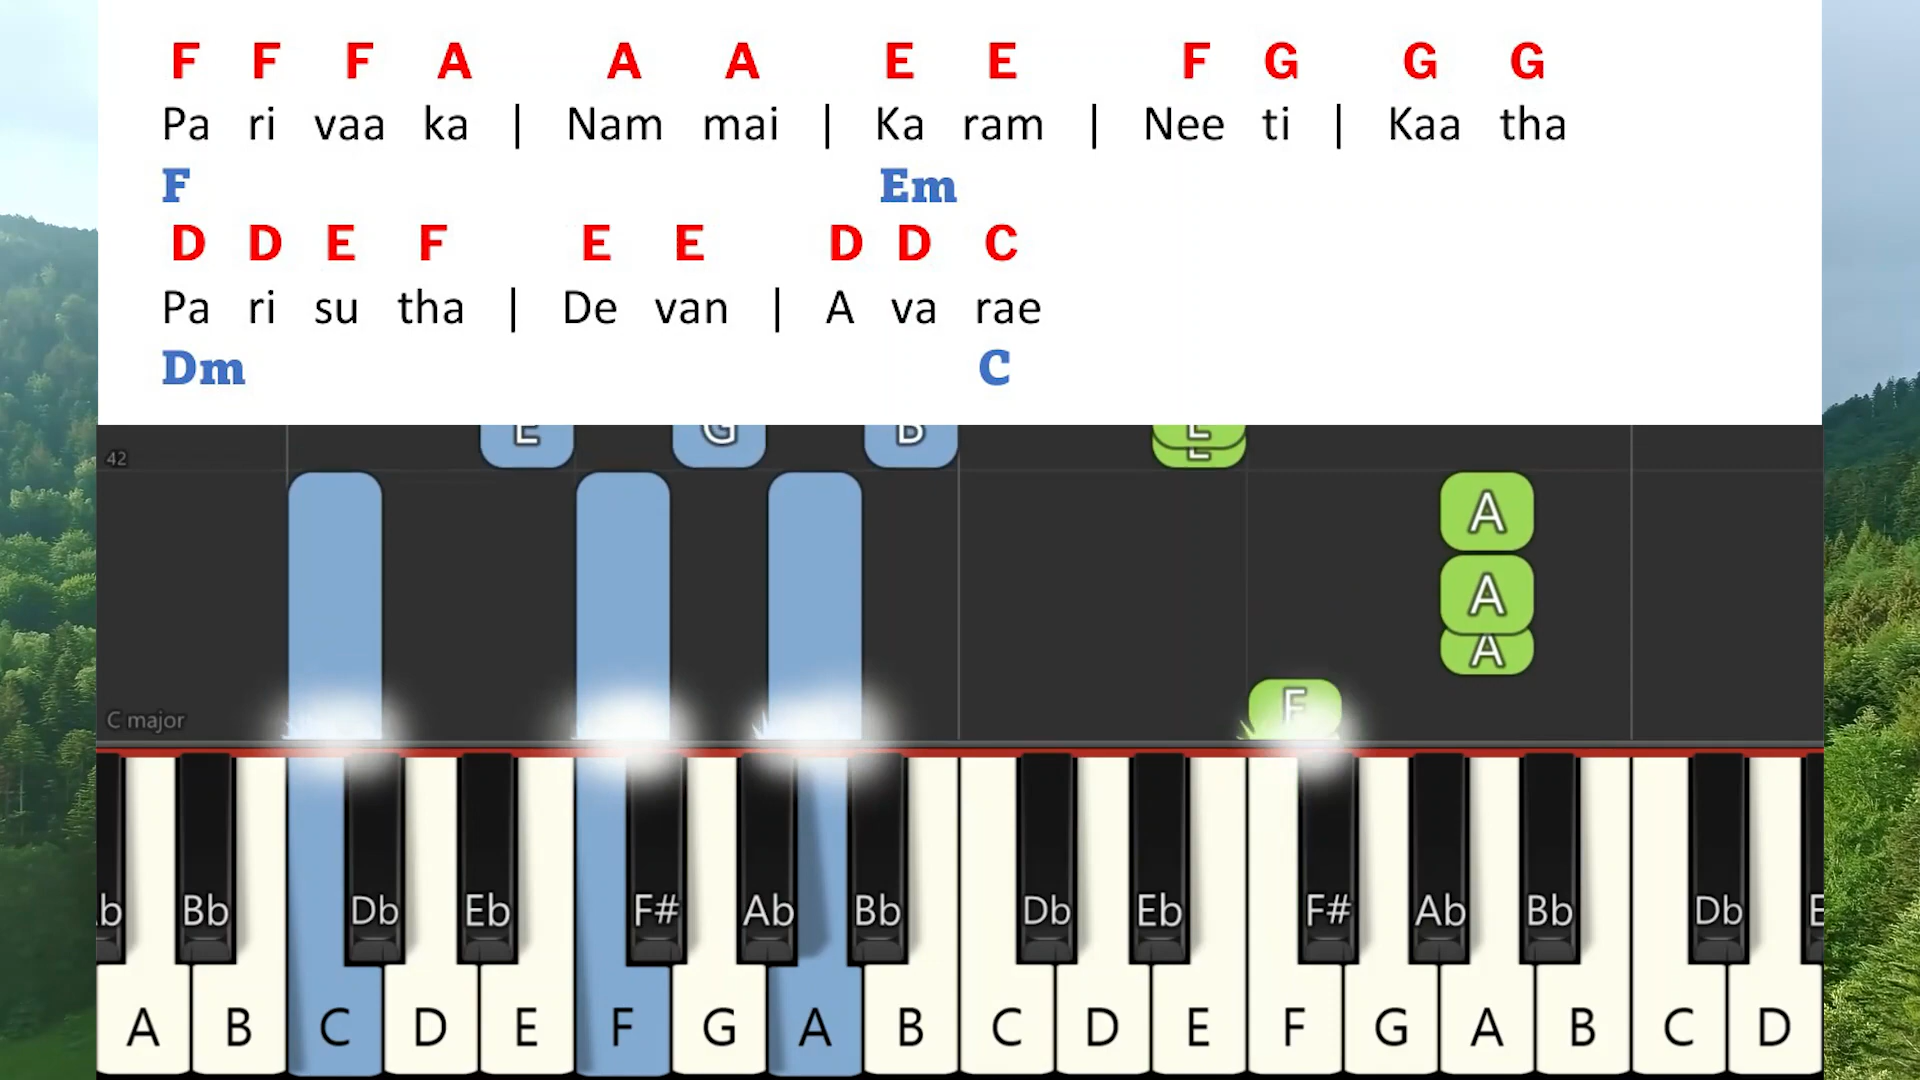 F F F A A A E E F G G G
Pa ri vaa ka | Nam mai | Ka ram | Nee ti | Kaa tha
F Em
D D E F E E D D C
Pa ri su tha | De van | A va rae
Dm C
E G B E
42 E
A
A
A
F
C major
Bb Db Eb F# Ab Bb Db Eb F# Ab Bb Db
A B C D E F G A B C D E F G A B C D